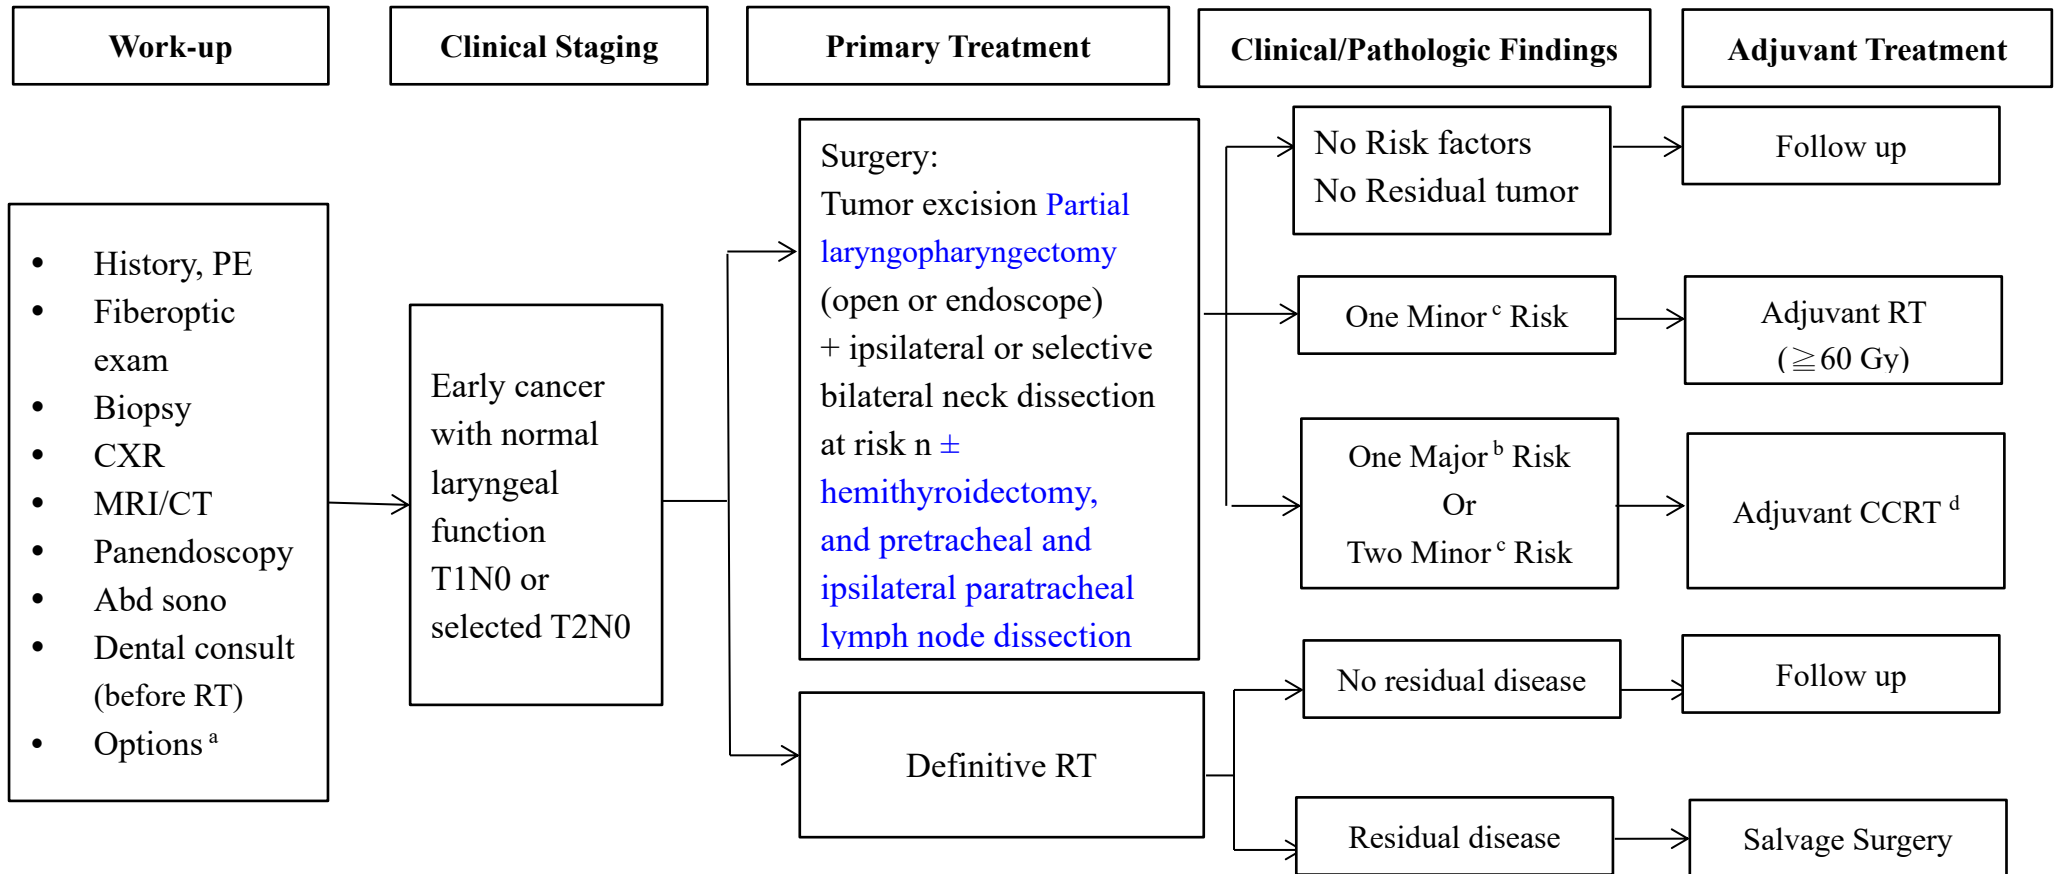 Work-up
Clinical Staging
Primary Treatment
Clinical/Pathologic Findings
Adjuvant Treatment
• History, PE
• Fiberoptic
exam
• Biopsy
• CXR
• MRI/CT
• Panendoscopy
• Abd sono
• Dental consult
(before RT)
• Options a
Early cancer
with normal
laryngeal
function
T1N0 or
selected T2N0
Surgery:
Tumor excision Partial
laryngopharyngectomy
(open or endoscope)
+ ipsilateral or selective
bilateral neck dissection
at risk n ±
hemithyroidectomy,
and pretracheal and
ipsilateral paratracheal
lymph node dissection
Definitive RT
No Risk factors
No Residual tumor
One Minor c Risk
One Major b Risk
Or
Two Minor c Risk
No residual disease
Residual disease
Follow up
Adjuvant RT
(≧60 Gy)
Adjuvant CCRT d
Follow up
Salvage Surgery